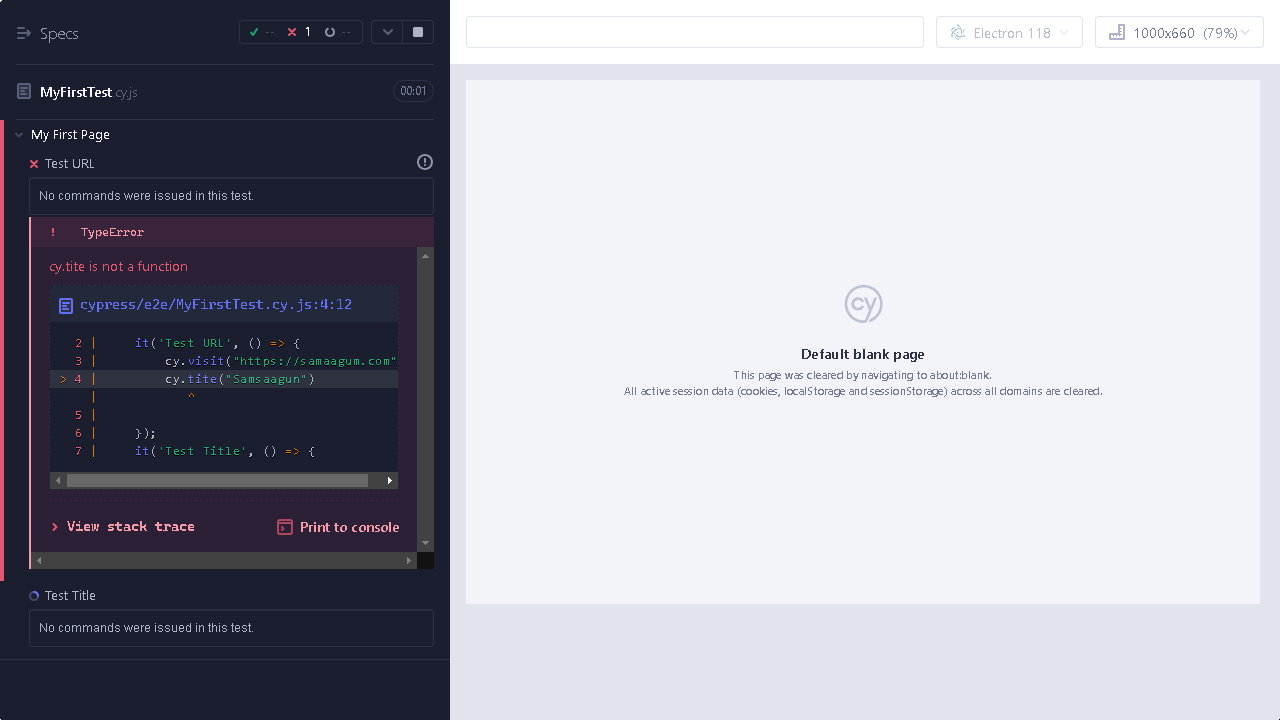 Specs
-- 1 --
MyFirstTest.cy.js
00:01
My First Page
Test URL
No commands were issued in this test.
! TypeError
cy.tite is not a function
cypress/e2e/MyFirstTest.cy.js:4:12
2 | it('Test URL', () => {
3 | cy.visit("https://samaagum.com"
> 4 | cy.tite("Samsaagun")
| ^
5 |
6 | });
7 | it('Test Title', () => {
> View stack trace
Print to console
Test Title
No commands were issued in this test.
Electron 118
1000x660 (79%)
cy
Default blank page
This page was cleared by navigating to about:blank.
All active session data (cookies, localStorage and sessionStorage) across all domains are cleared.